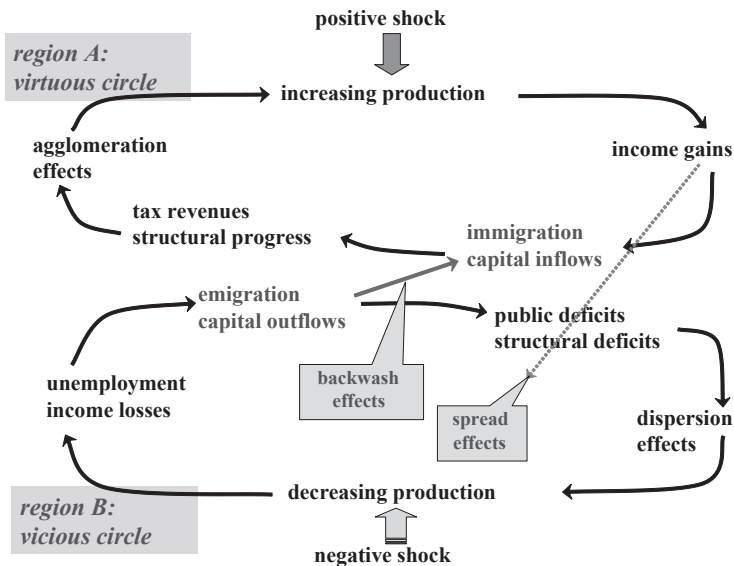 positive shock
region A:
virtuous circle
increasing production
agglomeration
effects
income gains
tax revenues
structural progress
immigration
capital inflows
emigration
capital outflows
public deficits
structural deficits
backwash
effects
unemployment
income losses
spread
effects
dispersion
effects
decreasing production
region B:
vicious circle
negative shock